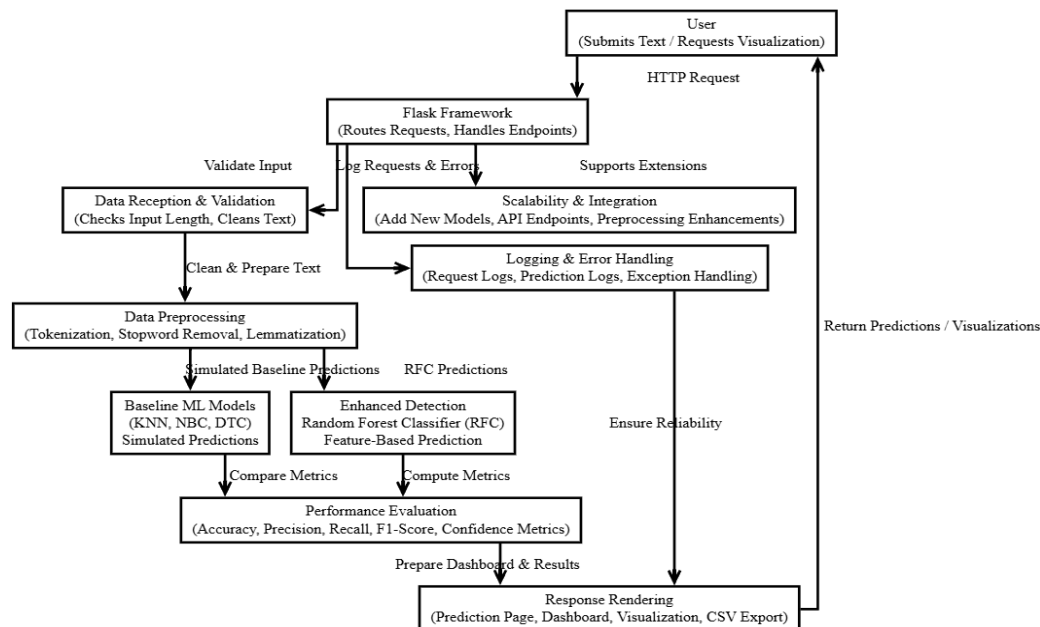 User
(Submits Text / Requests Visualization)
HTTP Request
Flask Framework
(Routes Requests, Handles Endpoints)
Validate Input
Log Requests & Errors
Supports Extensions
Data Reception & Validation
(Checks Input Length, Cleans Text)
Scalability & Integration
(Add New Models, API Endpoints, Preprocessing Enhancements)
Logging & Error Handling
(Request Logs, Prediction Logs, Exception Handling)
Clean & Prepare Text
Data Preprocessing
(Tokenization, Stopword Removal, Lemmatization)
Return Predictions / Visualizations
Simulated Baseline Predictions
RFC Predictions
Baseline ML Models
(KNN, NBC, DTC)
Simulated Predictions
Enhanced Detection
Random Forest Classifier (RFC)
Feature-Based Prediction
Ensure Reliability
Compare Metrics
Compute Metrics
Performance Evaluation
(Accuracy, Precision, Recall, F1-Score, Confidence Metrics)
Prepare Dashboard & Results
Response Rendering
(Prediction Page, Dashboard, Visualization, CSV Export)